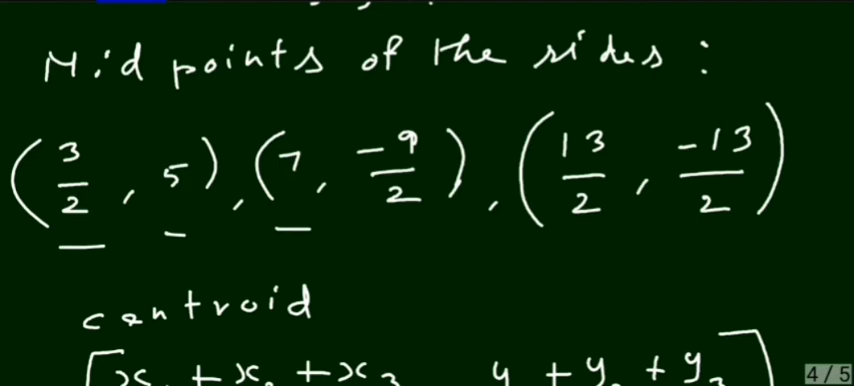 Mid points of the sides :
(3/2, 5), (7, -9/2), (13/2, -13/2)
centroid
[x + x + x y + y + y ]
4 / 5